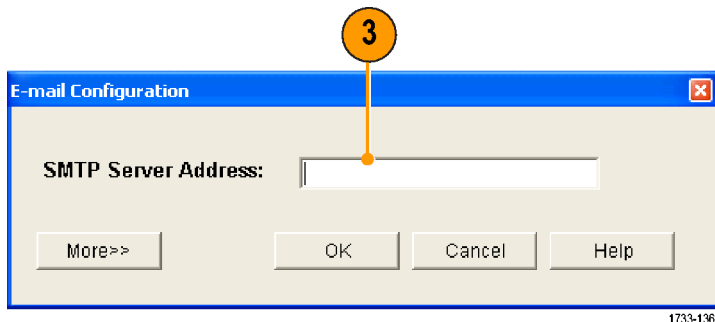 3
E-mail Configuration
SMTP Server Address:
More>> OK Cancel Help
1733-136